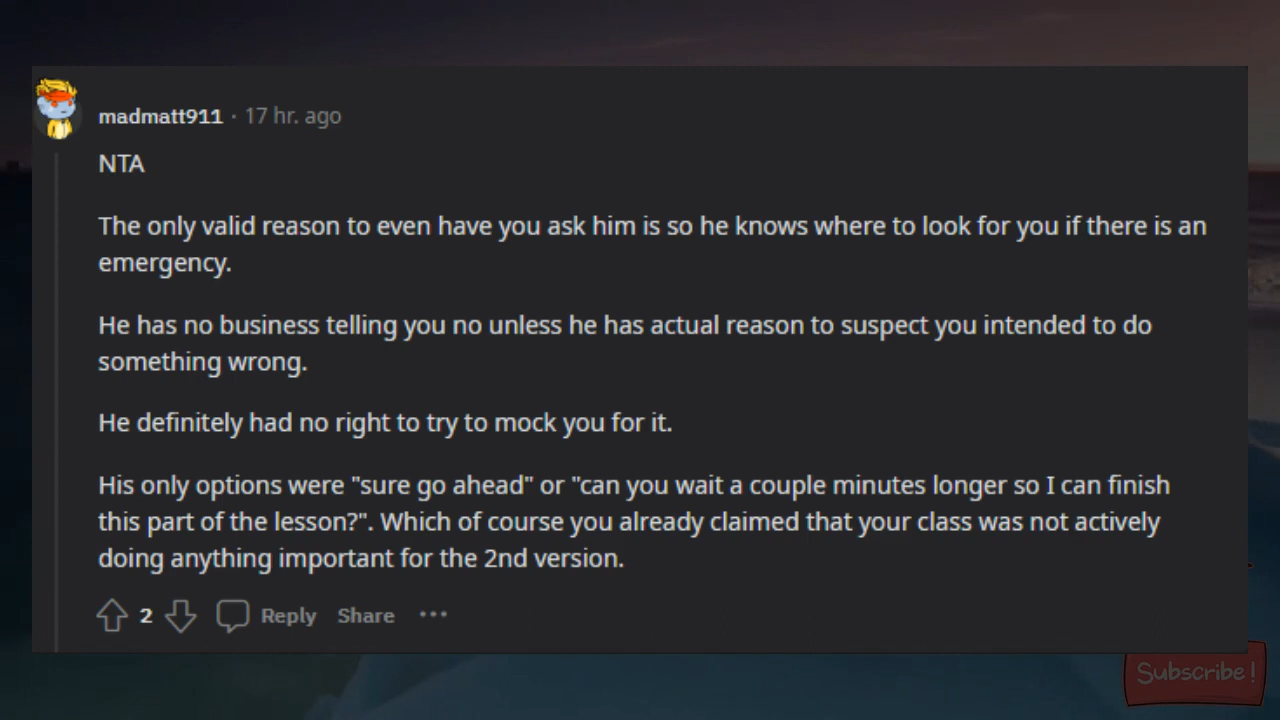 madmatt911 · 17 hr. ago
NTA
The only valid reason to even have you ask him is so he knows where to look for you if there is an
emergency.
He has no business telling you no unless he has actual reason to suspect you intended to do
something wrong.
He definitely had no right to try to mock you for it.
His only options were "sure go ahead" or "can you wait a couple minutes longer so I can finish
this part of the lesson?". Which of course you already claimed that your class was not actively
doing anything important for the 2nd version.
2 Reply Share ···
Subscribe!